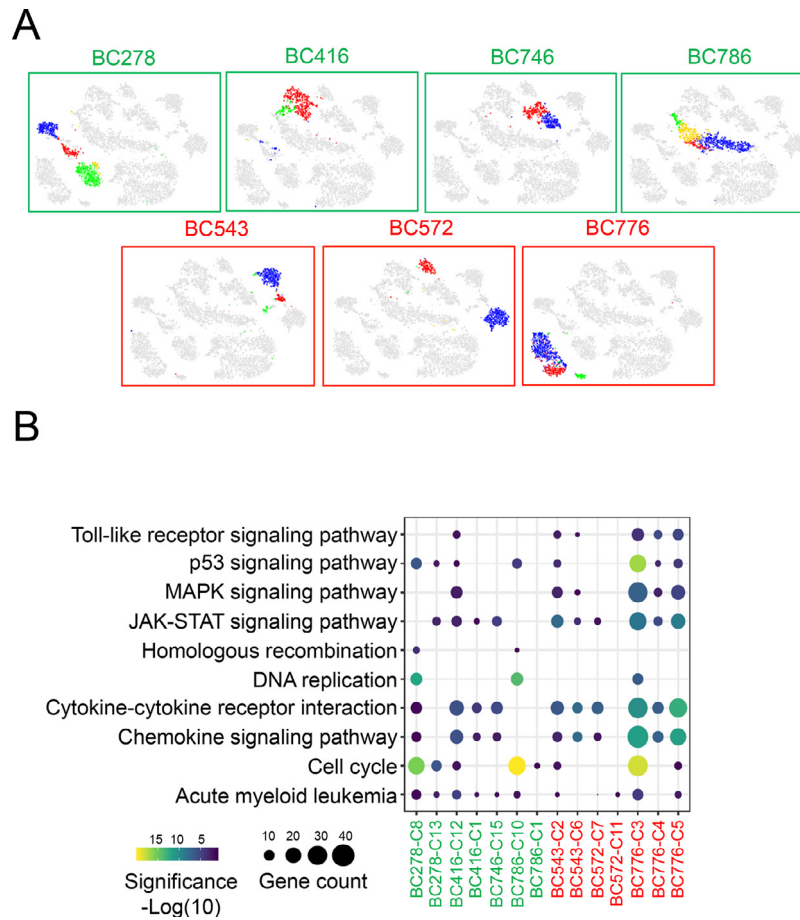 A
BC278
BC416
BC746
BC786
BC543
BC572
BC776
B
Toll-like receptor signaling pathway
p53 signaling pathway
MAPK signaling pathway
JAK-STAT signaling pathway
Homologous recombination
DNA replication
Cytokine-cytokine receptor interaction
Chemokine signaling pathway
Cell cycle
Acute myeloid leukemia
BC278-C8
BC278-C13
BC416-C12
BC416-C1
BC746-C15
BC786-C10
BC786-C1
BC543-C2
BC543-C6
BC572-C7
BC572-C11
BC776-C3
BC776-C4
BC776-C5
15 10 5
Significance
-Log(10)
10 20 30 40
Gene count